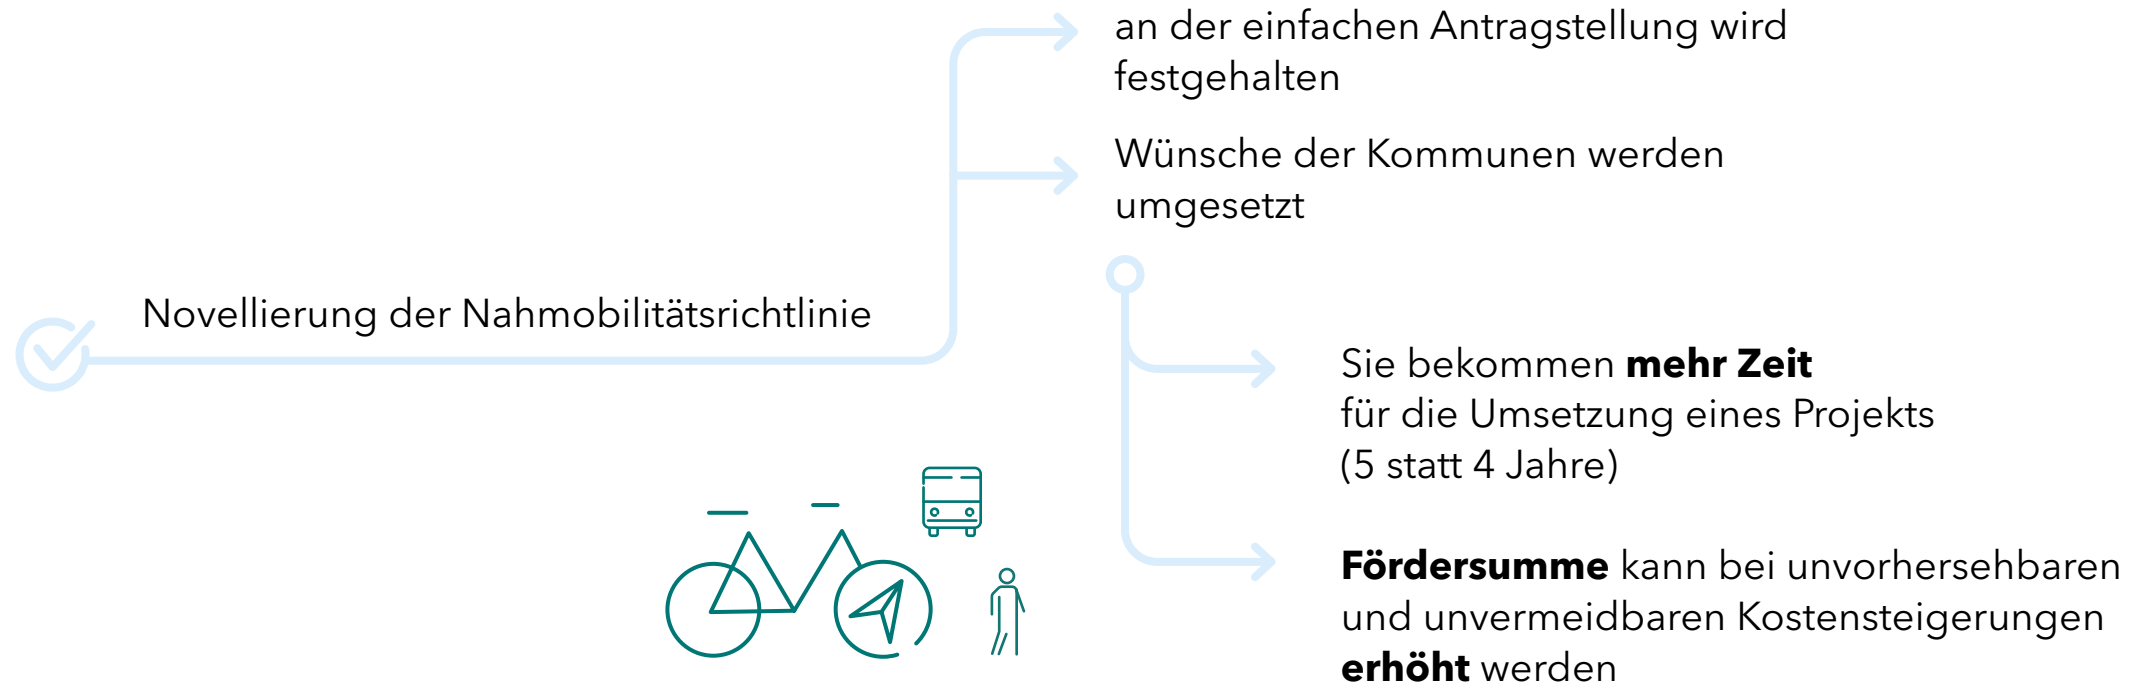 an der einfachen Antragstellung wird
festgehalten
Wünsche der Kommunen werden
umgesetzt
Novellierung der Nahmobilitätsrichtlinie
Sie bekommen mehr Zeit
für die Umsetzung eines Projekts
(5 statt 4 Jahre)
Fördersumme kann bei unvorhersehbaren
und unvermeidbaren Kostensteigerungen
erhöht werden